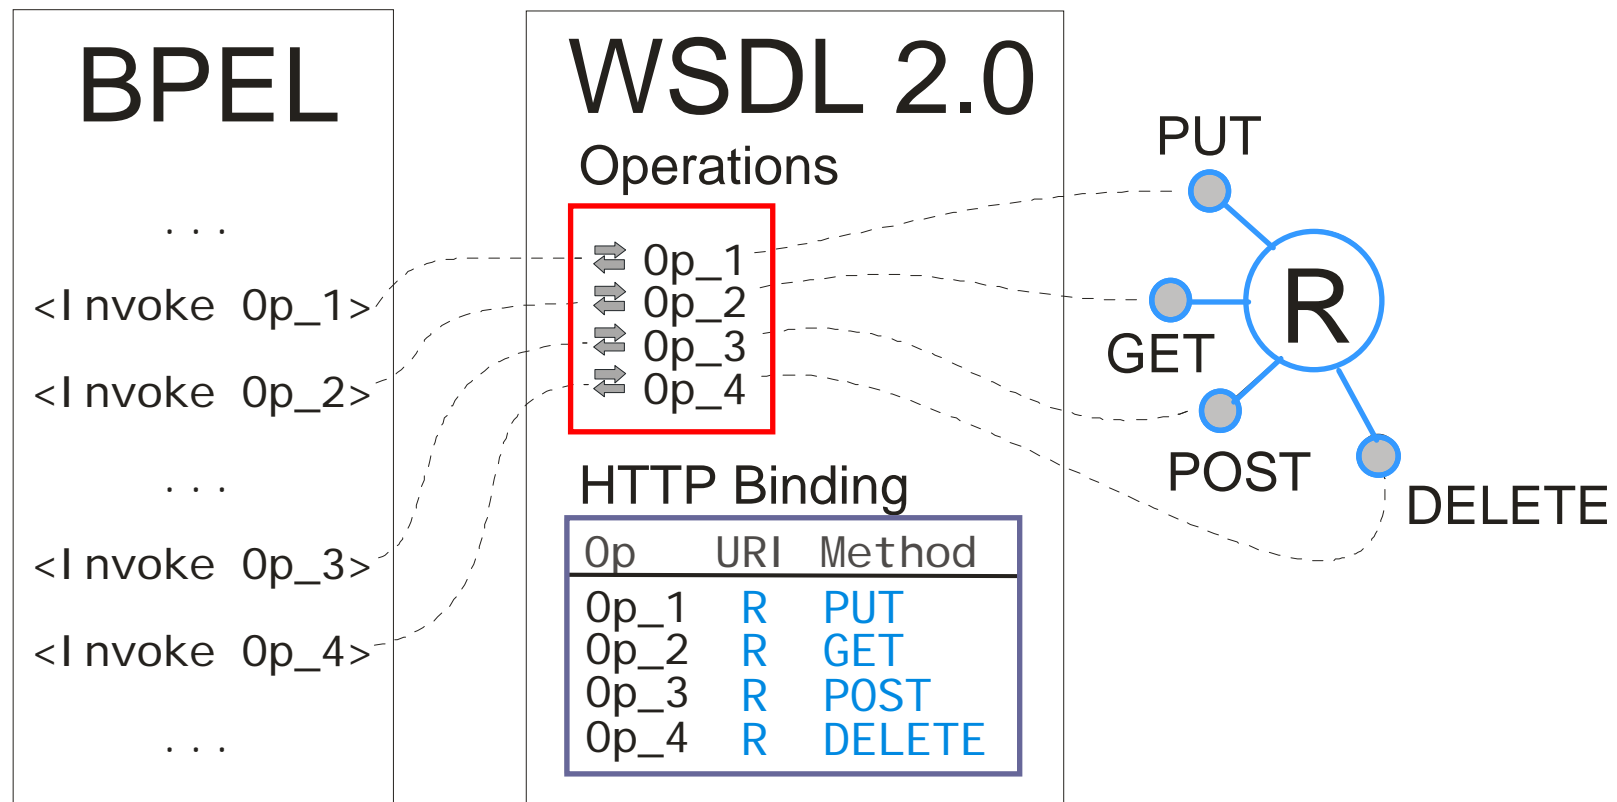 BPEL
...
<Invoke Op_1>
<Invoke Op_2>
...
<Invoke Op_3>
<Invoke Op_4>
...
WSDL 2.0
Operations
Op_1
Op_2
Op_3
Op_4
HTTP Binding
Op URI Method
Op_1 R PUT
Op_2 R GET
Op_3 R POST
Op_4 R DELETE
PUT
GET
R
POST
DELETE